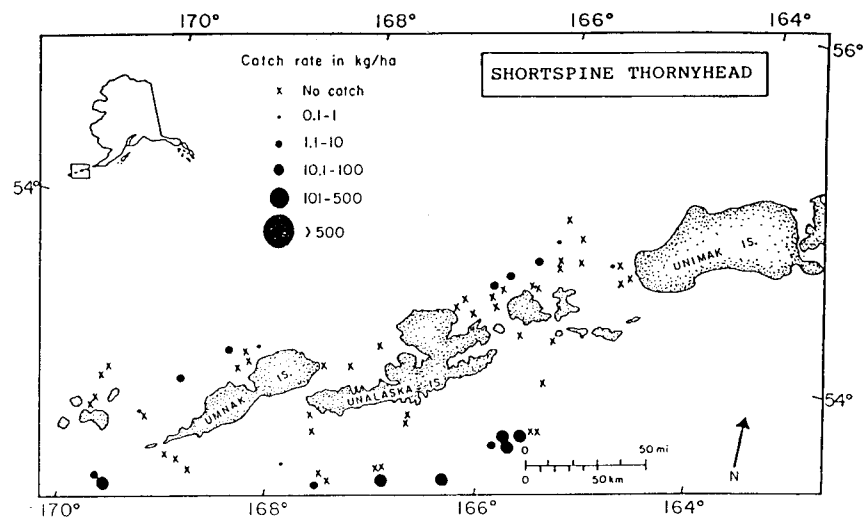 170° 168° 166° 164°
56°
Catch rate in kg/ha
SHORTSPINE THORNYHEAD
x No catch
0.1-1
1.1-10
10.1-100
101-500
>500
54°
UNIMAK IS.
UMNAK IS.
UNALASKA IS.
54°
0 50 mi
0 50 km
N
170° 168° 166° 164°